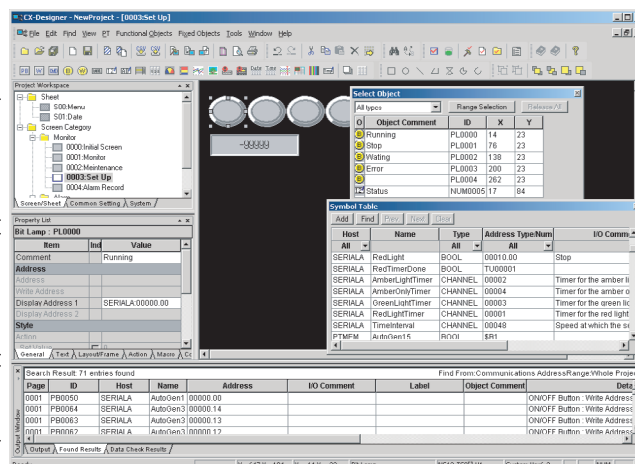 CX-Designer - NewProject - [0003:Set Up]
File Edit Find View PT Functional Objects Fixed Objects Tools Window Help
Project Workspace
Sheet
S00:Menu
S01:Date
Screen Category
Monitor
0000:Initial Screen
0001:Monitor
0002:Meintenance
0003:Set Up
0004:Alarm Record
Alarm
Screen/Sheet Common Setting System
Property List
Bit Lamp : PL0000
Item Ind Value
Comment Running
Address
Address
Write Address
Display Address 1 SERIALA:00000.00
Display Address 2
Style
Action
General Text Layout/Frame Action Macro
-99999
Select Object
All types Range Selection Release All
O Object Comment ID X Y
Running PL0000 14 23
Stop PL0001 76 23
Wating PL0002 138 23
Error PL0003 200 23
PL0004 262 23
Status NUM0005 17 84
Symbol Table
Add Find Prev. Next Clear
Host Name Type Address Type/Num I/O Comm
All All All
SERIALA RedLight BOOL 00010.00 Stop
SERIALA RedTimerDone BOOL TU00001
SERIALA AmberLightTimer CHANNEL 00002 Timer for the amber li
SERIALA AmberOnlyTimer CHANNEL 00004 Timer for the amber o
SERIALA GreenLightTimer CHANNEL 00003 Timer for the green lic
SERIALA RedLightTimer CHANNEL 00001 Timer for the red light
SERIALA TimeInterval CHANNEL 00048 Speed at which the se
PTMEM AutoGen15 BOOL $B1
Search Result: 71 entries found Find From:Communications AddressRange:Whole Projec
Page ID Host Name Address I/O Comment Label Object Comment Deta
0001 PB0050 SERIALA AutoGen1 00000.00 ON/OFF Button : Write Address
0001 PB0064 SERIALA AutoGen3 00000.14 ON/OFF Button : Write Address
0001 PB0063 SERIALA AutoGen3 00000.13 ON/OFF Button : Write Address
0001 PB0062 SERIALA AutoGen3 00000.12 ON/OFF Button : Write Address
Output Window
Output Found Results Data Check Results